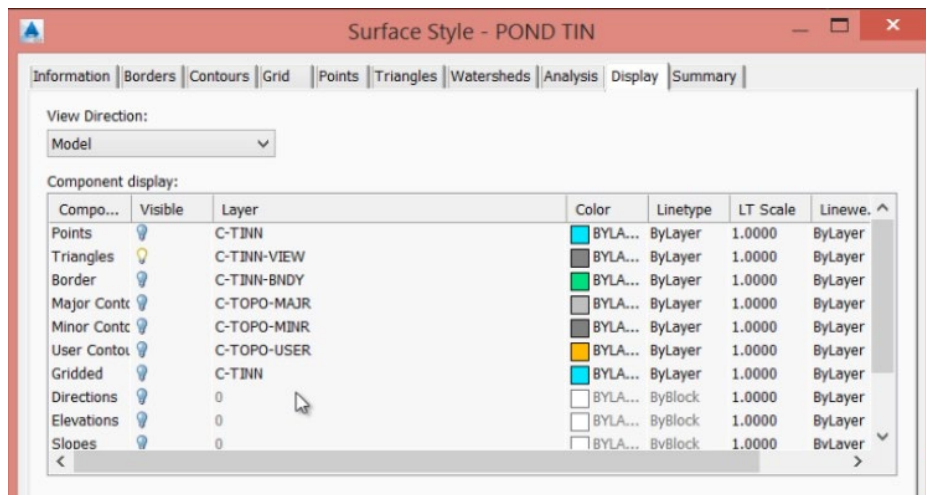 Surface Style - POND TIN
Information Borders Contours Grid Points Triangles Watersheds Analysis Display Summary
View Direction:
Model
Component display:
Compo... Visible Layer Color Linetype LT Scale Linewe.
Points C-TINN BYLA... ByLayer 1.0000 ByLayer
Triangles C-TINN-VIEW BYLA... ByLayer 1.0000 ByLayer
Border C-TINN-BNDY BYLA... ByLayer 1.0000 ByLayer
Major Contc C-TOPO-MAJR BYLA... ByLayer 1.0000 ByLayer
Minor Contc C-TOPO-MINR BYLA... ByLayer 1.0000 ByLayer
User Contou C-TOPO-USER BYLA... ByLayer 1.0000 ByLayer
Gridded C-TINN BYLA... ByLayer 1.0000 ByLayer
Directions 0 BYLA... ByBlock 1.0000 ByLayer
Elevations 0 BYLA... ByBlock 1.0000 ByLayer
Slopes 0 BYLA... ByBlock 1.0000 ByLayer